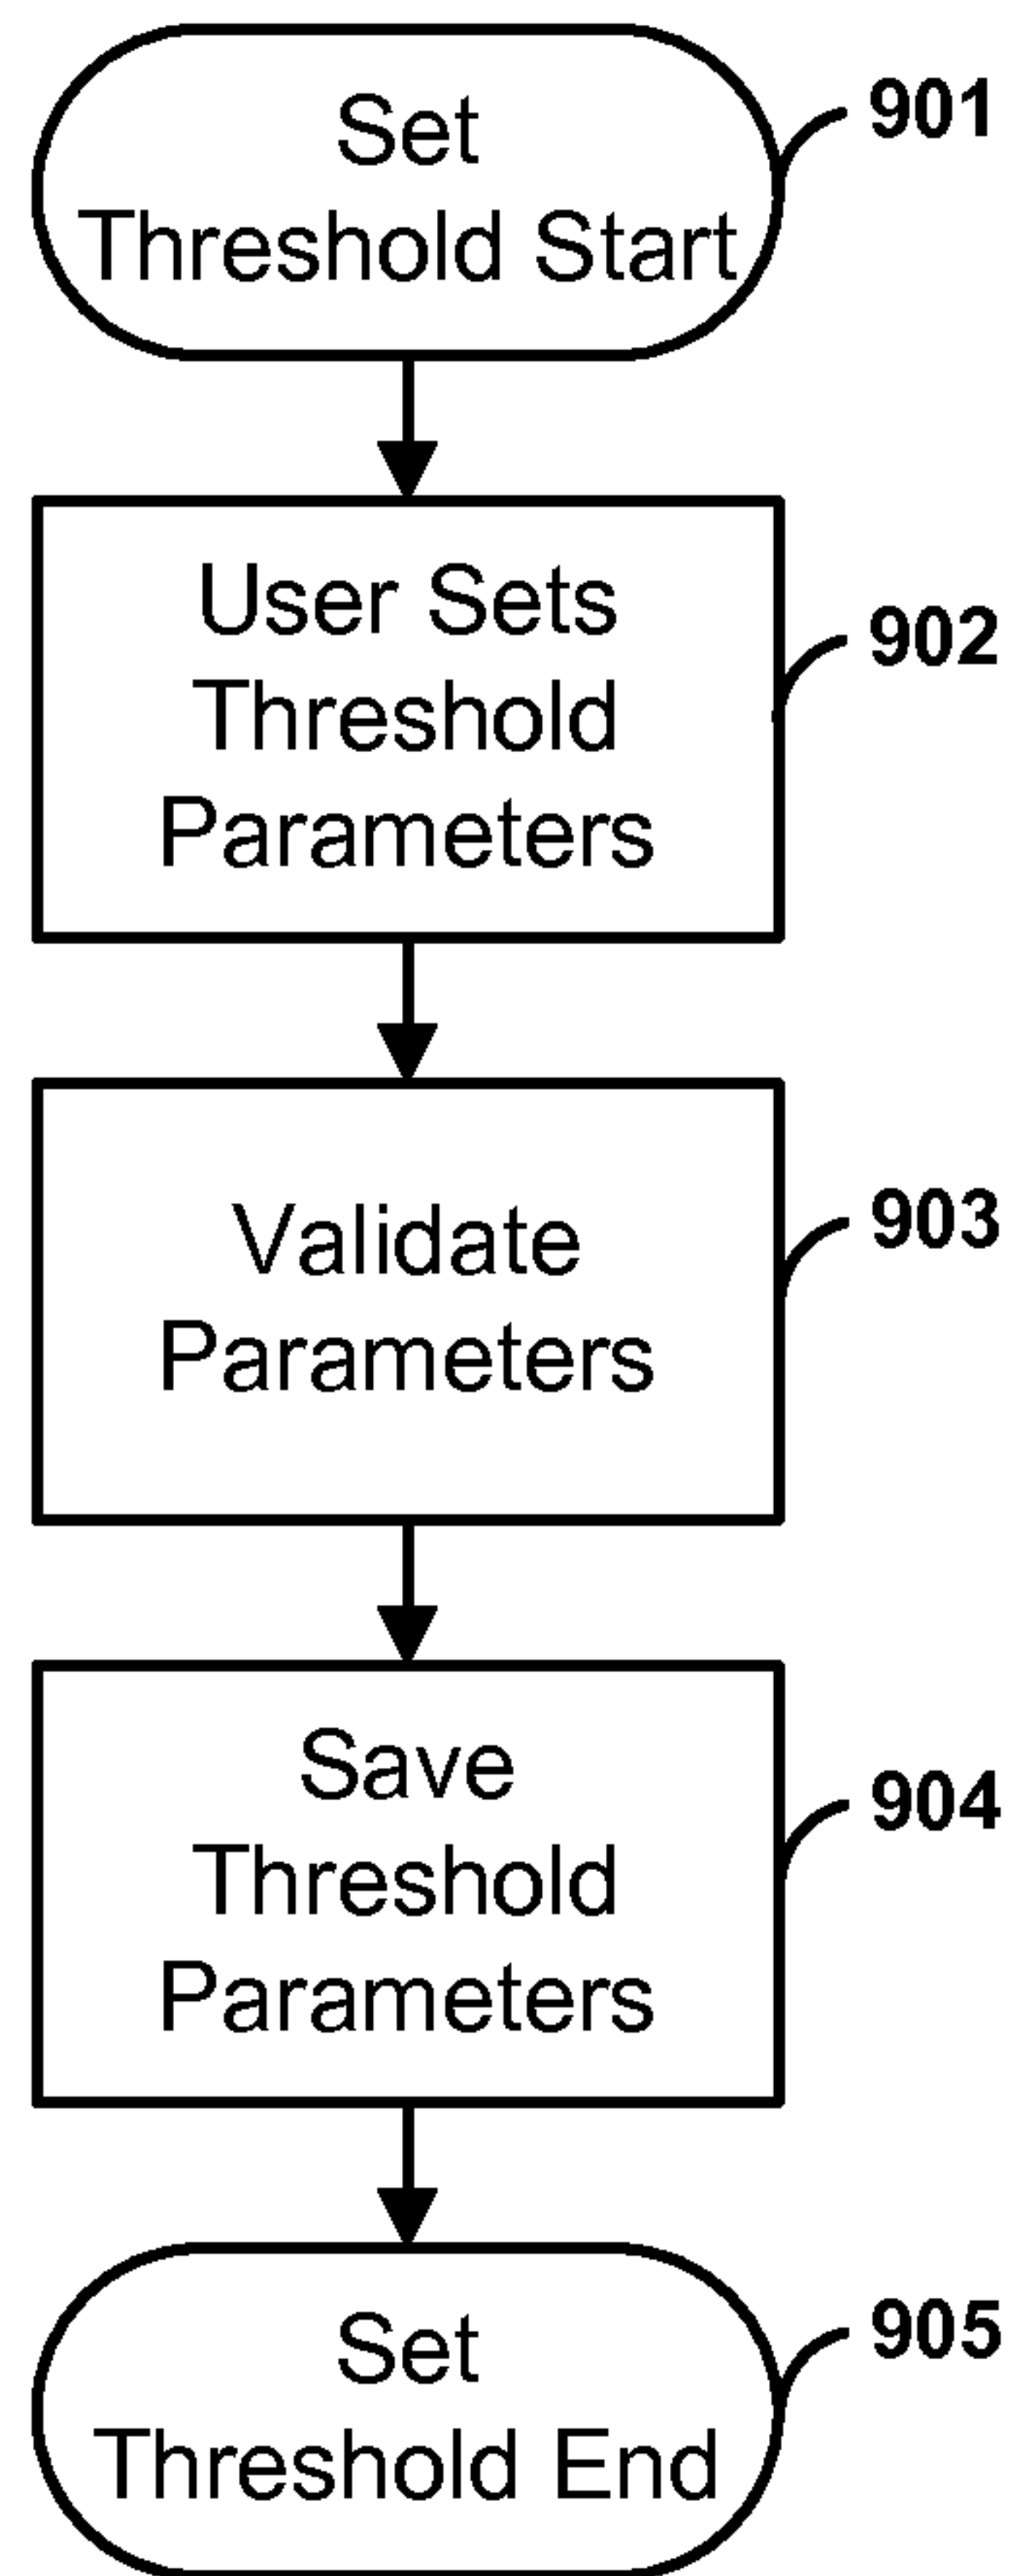 Set
Threshold Start
901
User Sets
Threshold
Parameters
902
Validate
Parameters
903
Save
Threshold
Parameters
904
Set
Threshold End
905